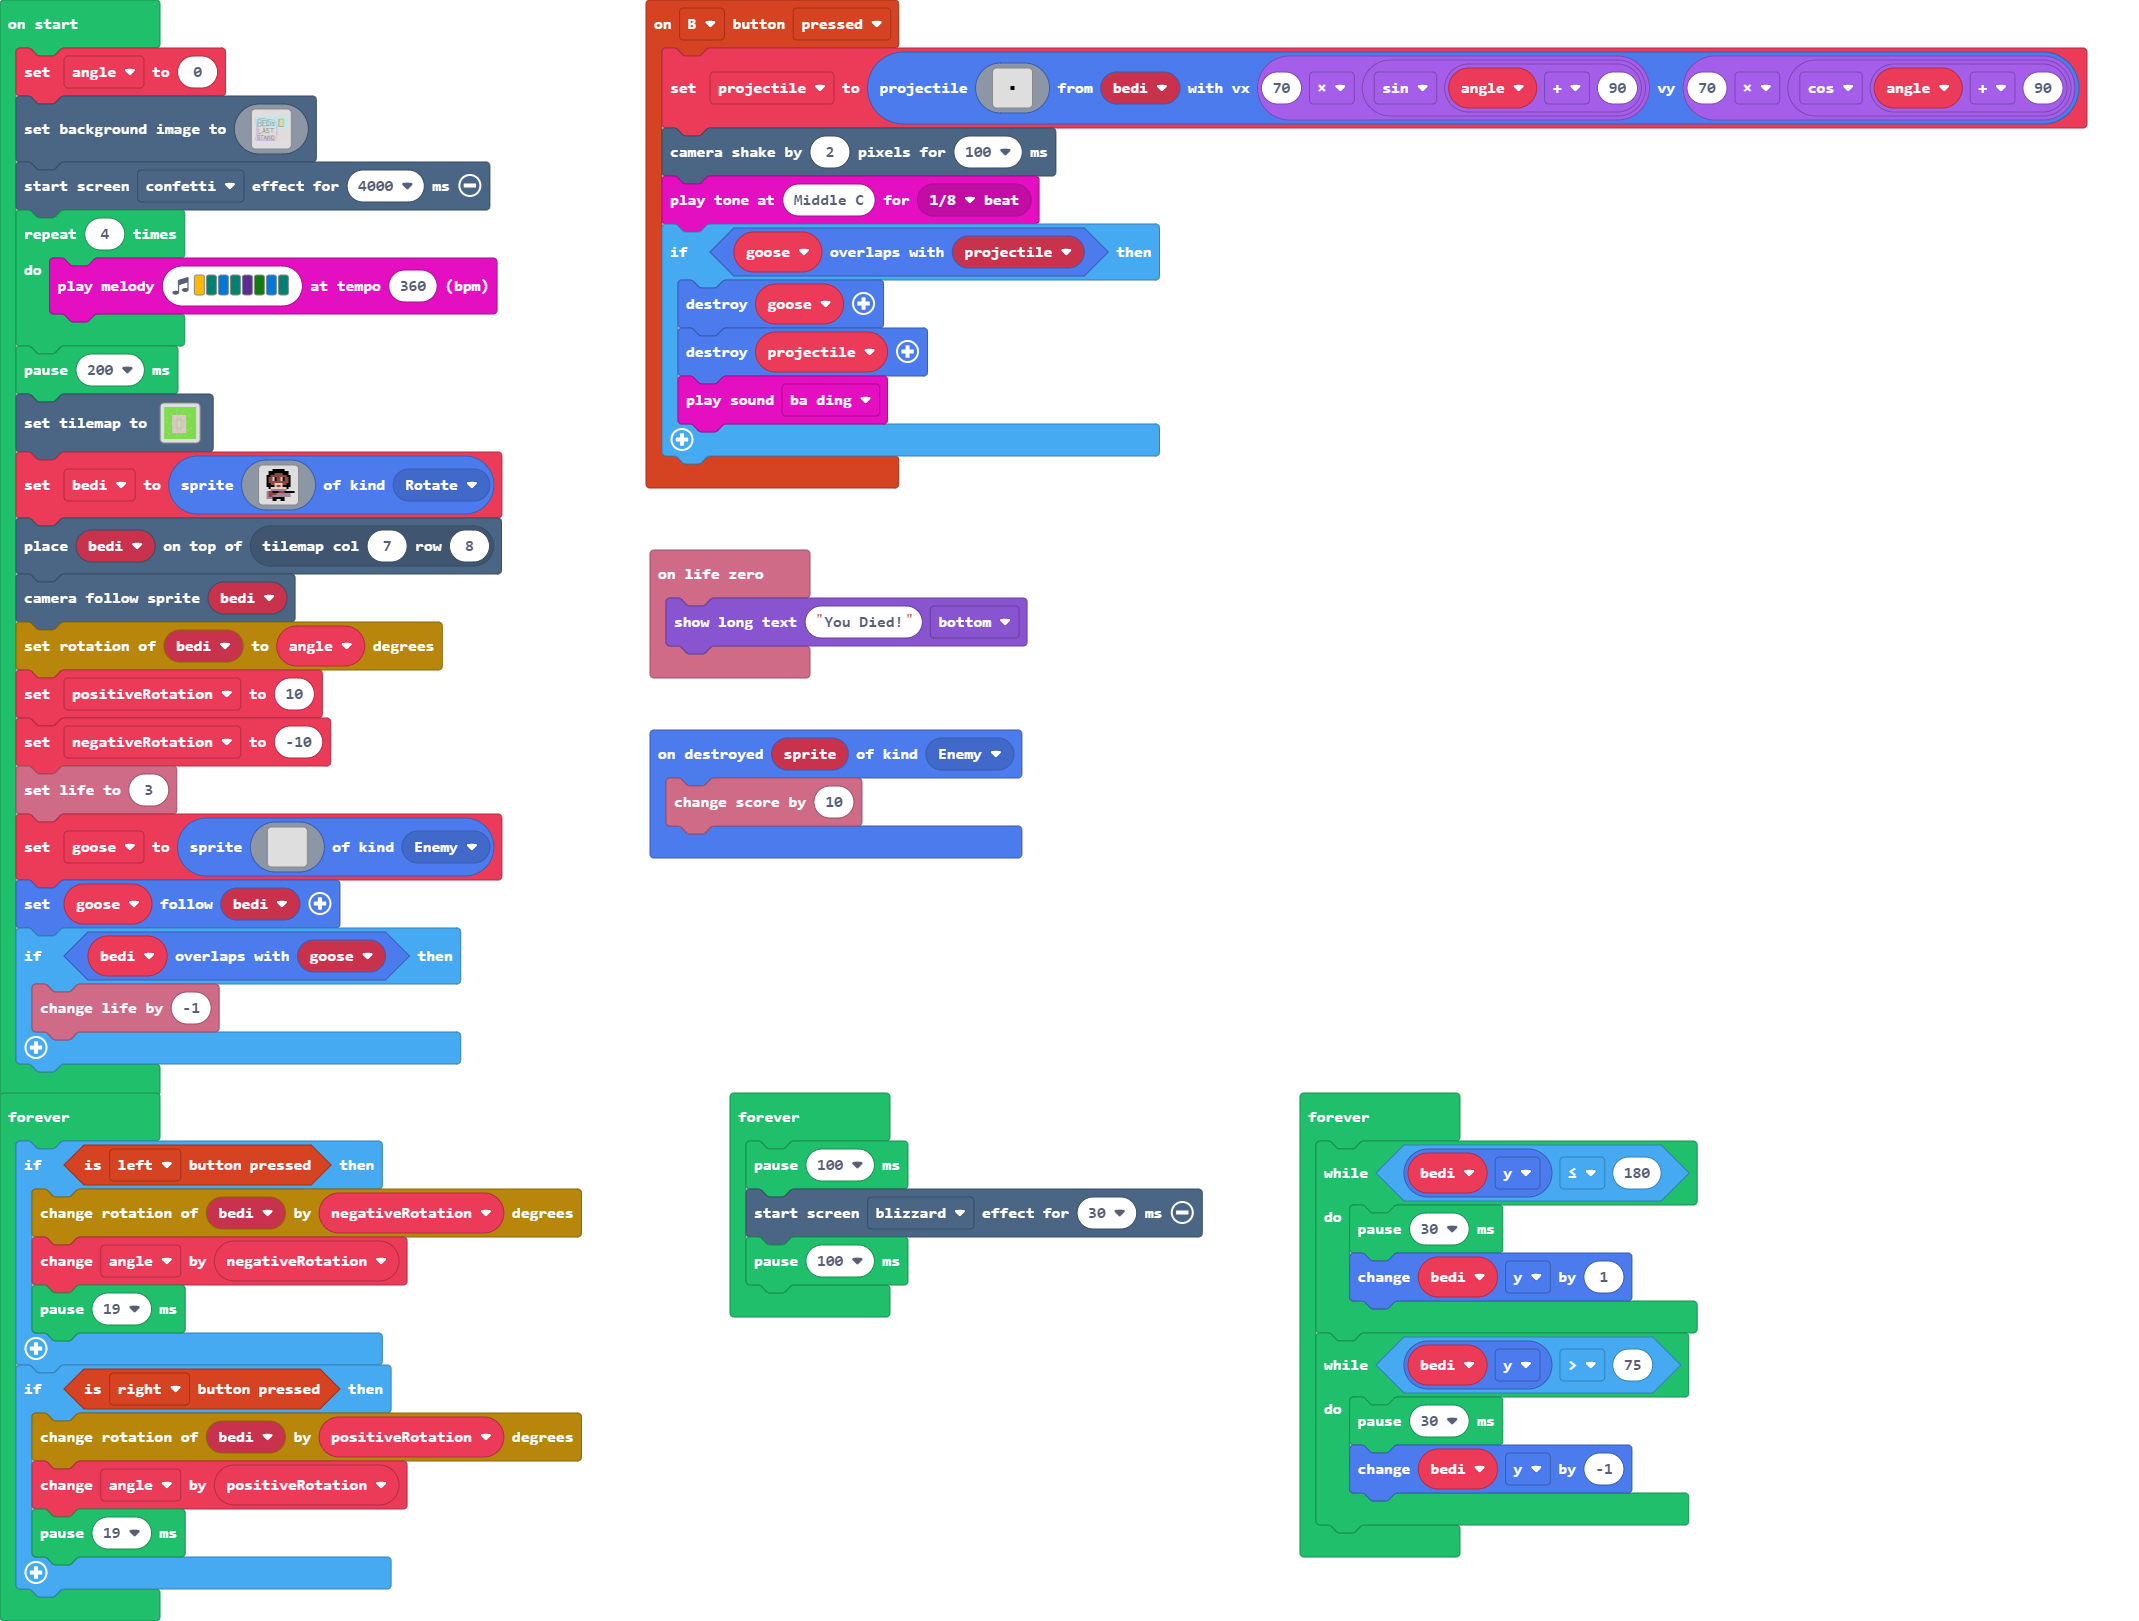 on start
set angle to 0
set background image to
start screen confetti effect for 4000 ms
repeat 4 times
do
play melody at tempo 360 (bpm)
pause 200 ms
set tilemap to
set bedi to sprite of kind Rotate
place bedi on top of tilemap col 7 row 8
camera follow sprite bedi
set rotation of bedi to angle degrees
set positiveRotation to 10
set negativeRotation to -10
set life to 3
set goose to sprite of kind Enemy
set goose follow bedi
if bedi overlaps with goose then
change life by -1
on B button pressed
set projectile to projectile from bedi with vx 70 × sin angle + 90 vy 70 × cos angle + 90
camera shake by 2 pixels for 100 ms
play tone at Middle C for 1/8 beat
if goose overlaps with projectile then
destroy goose
destroy projectile
play sound ba ding
on life zero
show long text "You Died!" bottom
on destroyed sprite of kind Enemy
change score by 10
forever
if is left button pressed then
change rotation of bedi by negativeRotation degrees
change angle by negativeRotation
pause 19 ms
if is right button pressed then
change rotation of bedi by positiveRotation degrees
change angle by positiveRotation
pause 19 ms
forever
pause 100 ms
start screen blizzard effect for 30 ms
pause 100 ms
forever
while bedi y ≤ 180
do
pause 30 ms
change bedi y by 1
while bedi y > 75
do
pause 30 ms
change bedi y by -1